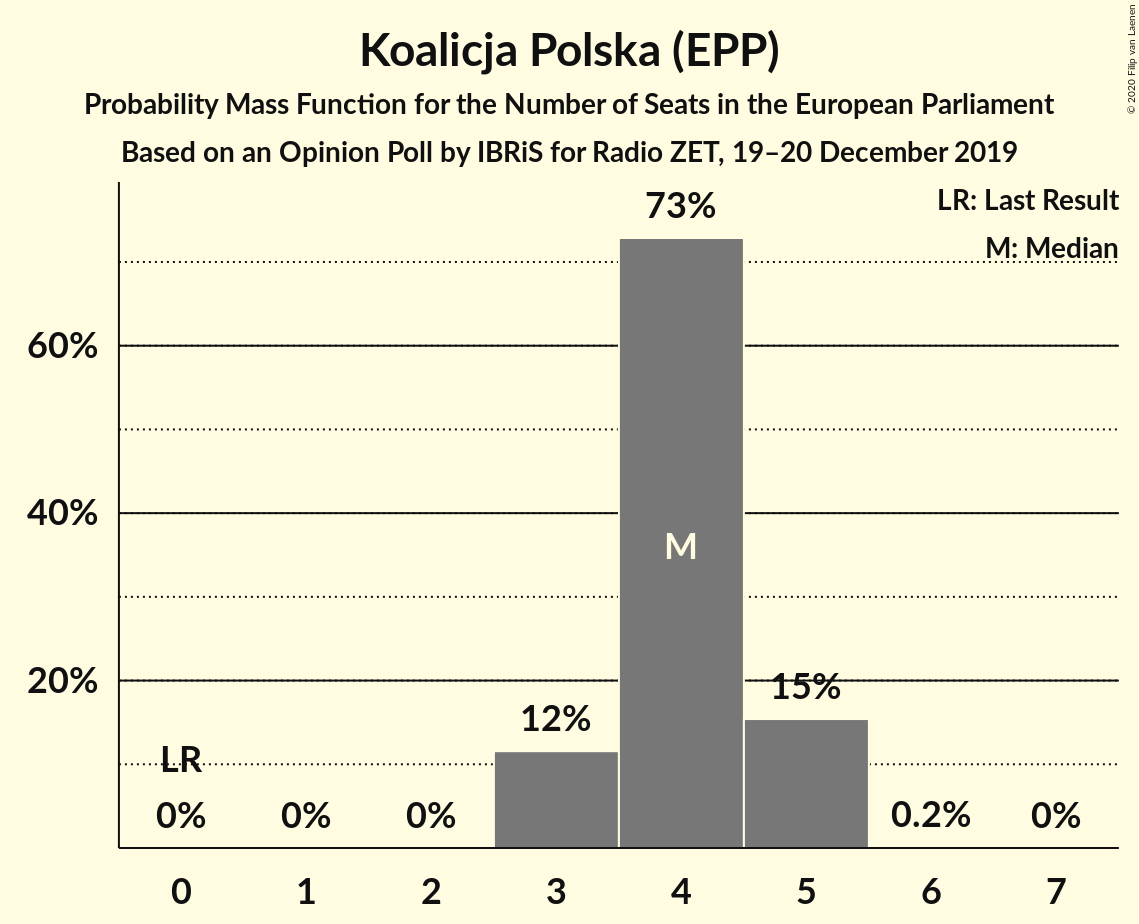 Koalicja Polska (EPP)
Probability Mass Function for the Number of Seats in the European Parliament
Based on an Opinion Poll by IBRiS for Radio ZET, 19–20 December 2019
© 2020 Filip van Laenen
LR: Last Result
M: Median
73%
60%
40%
M
20%
15%
12%
LR
0% 0% 0% 0.2% 0%
0 1 2 3 4 5 6 7